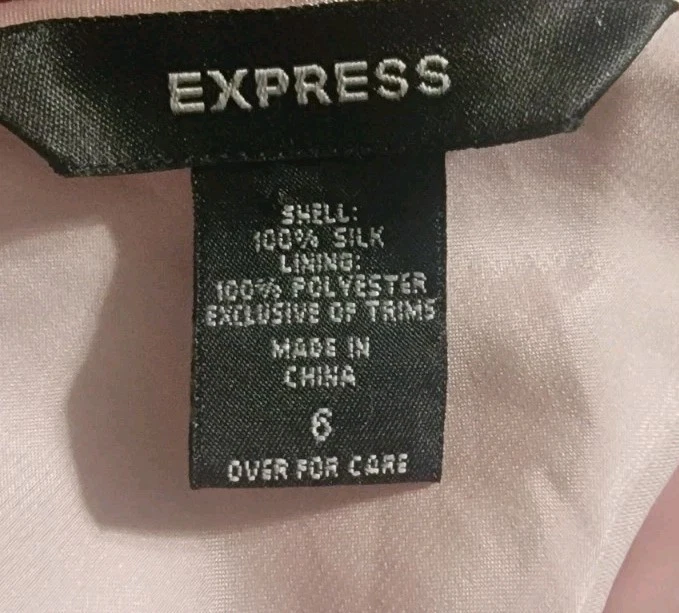 EXPRESS
SHELL:
100% SILK
LINING:
100% POLYESTER
EXCLUSIVE OF TRIMS
MADE IN
CHINA
6
OVER FOR CARE